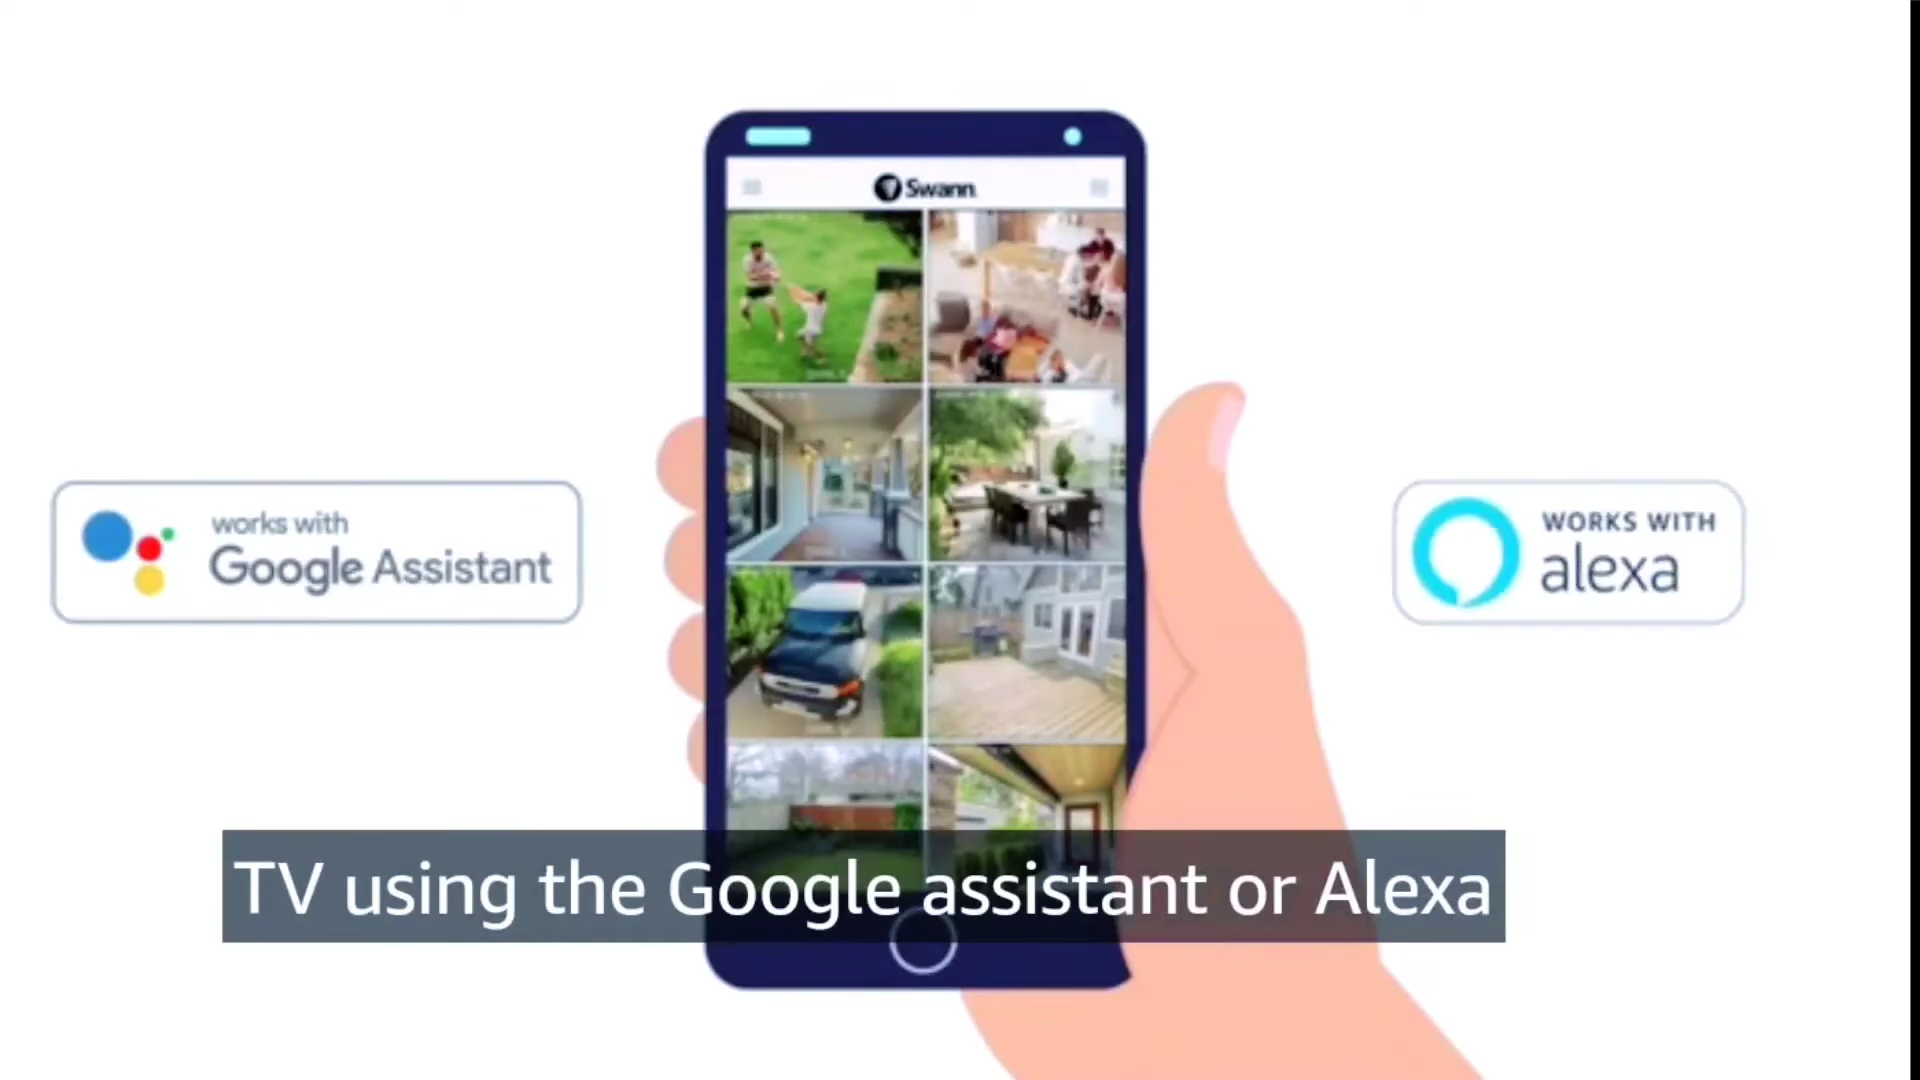 Swann
works with
Google Assistant
WORKS WITH
alexa
TV using the Google assistant or Alexa